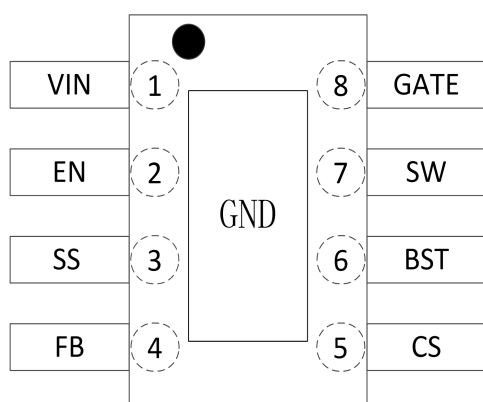 VIN 1 8 GATE
EN 2 7 SW
GND
SS 3 6 BST
FB 4 5 CS